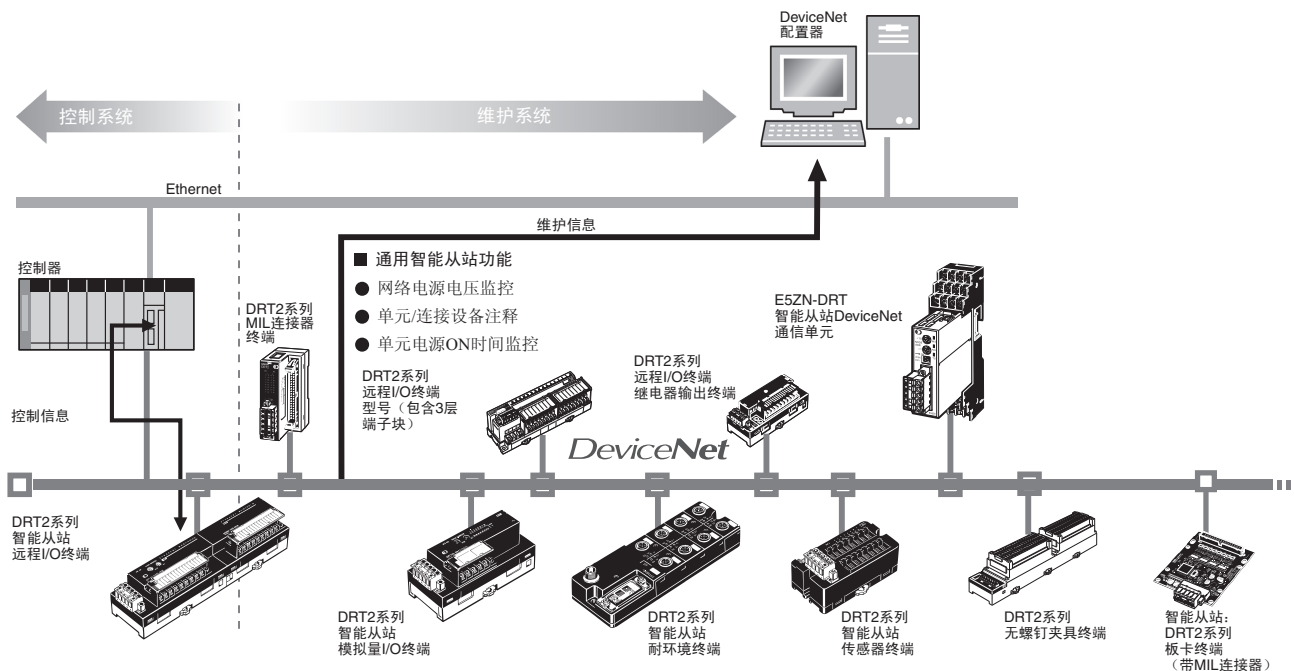 DeviceNet
配置器
控制系统
维护系统
Ethernet
维护信息
控制器
■ 通用智能从站功能
● 网络电源电压监控
● 单元/连接设备注释
● 单元电源ON时间监控
DRT2系列
MIL连接器
终端
E5ZN-DRT
智能从站DeviceNet
通信单元
DRT2系列
远程I/O终端
型号（包含3层
端子块）
DRT2系列
远程I/O终端
继电器输出终端
控制信息
DeviceNet
DRT2系列
智能从站
远程I/O终端
DRT2系列
智能从站
模拟量I/O终端
DRT2系列
智能从站
耐环境终端
DRT2系列
智能从站
传感器终端
DRT2系列
无螺钉夹具终端
智能从站：
DRT2系列
板卡终端
（带MIL连接器）